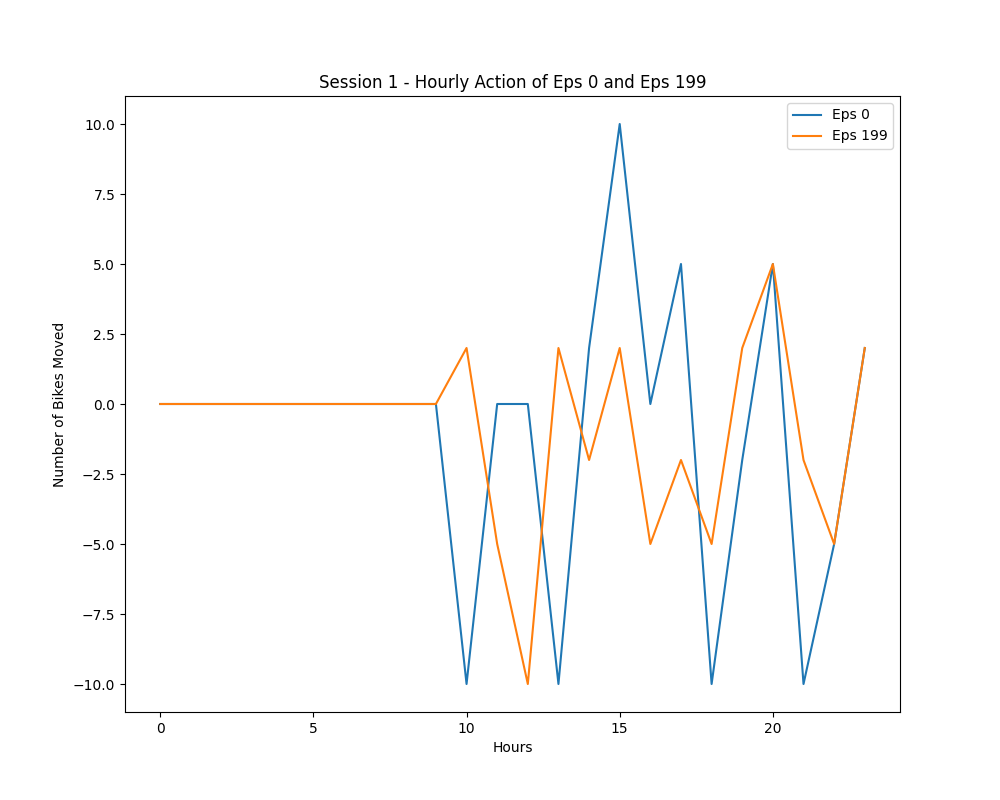 Session 1 - Hourly Action of Eps 0 and Eps 199
Eps 0
Eps 199
10.0
7.5
5.0
2.5
0.0
−2.5
−5.0
−7.5
−10.0
Number of Bikes Moved
0 5 10 15 20
Hours